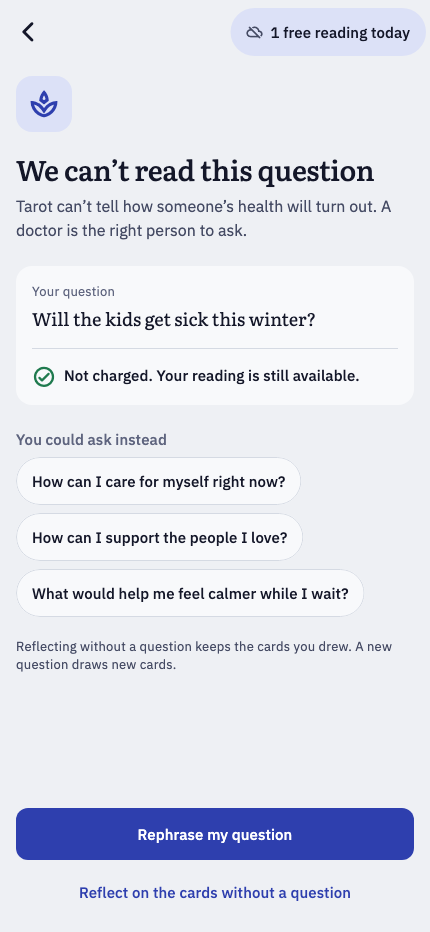 1 free reading today
We can’t read this question
Tarot can’t tell how someone’s health will turn out. A
doctor is the right person to ask.
Your question
Will the kids get sick this winter?
Not charged. Your reading is still available.
You could ask instead
How can I care for myself right now?
How can I support the people I love?
What would help me feel calmer while I wait?
Reflecting without a question keeps the cards you drew. A new
question draws new cards.
Rephrase my question
Reflect on the cards without a question